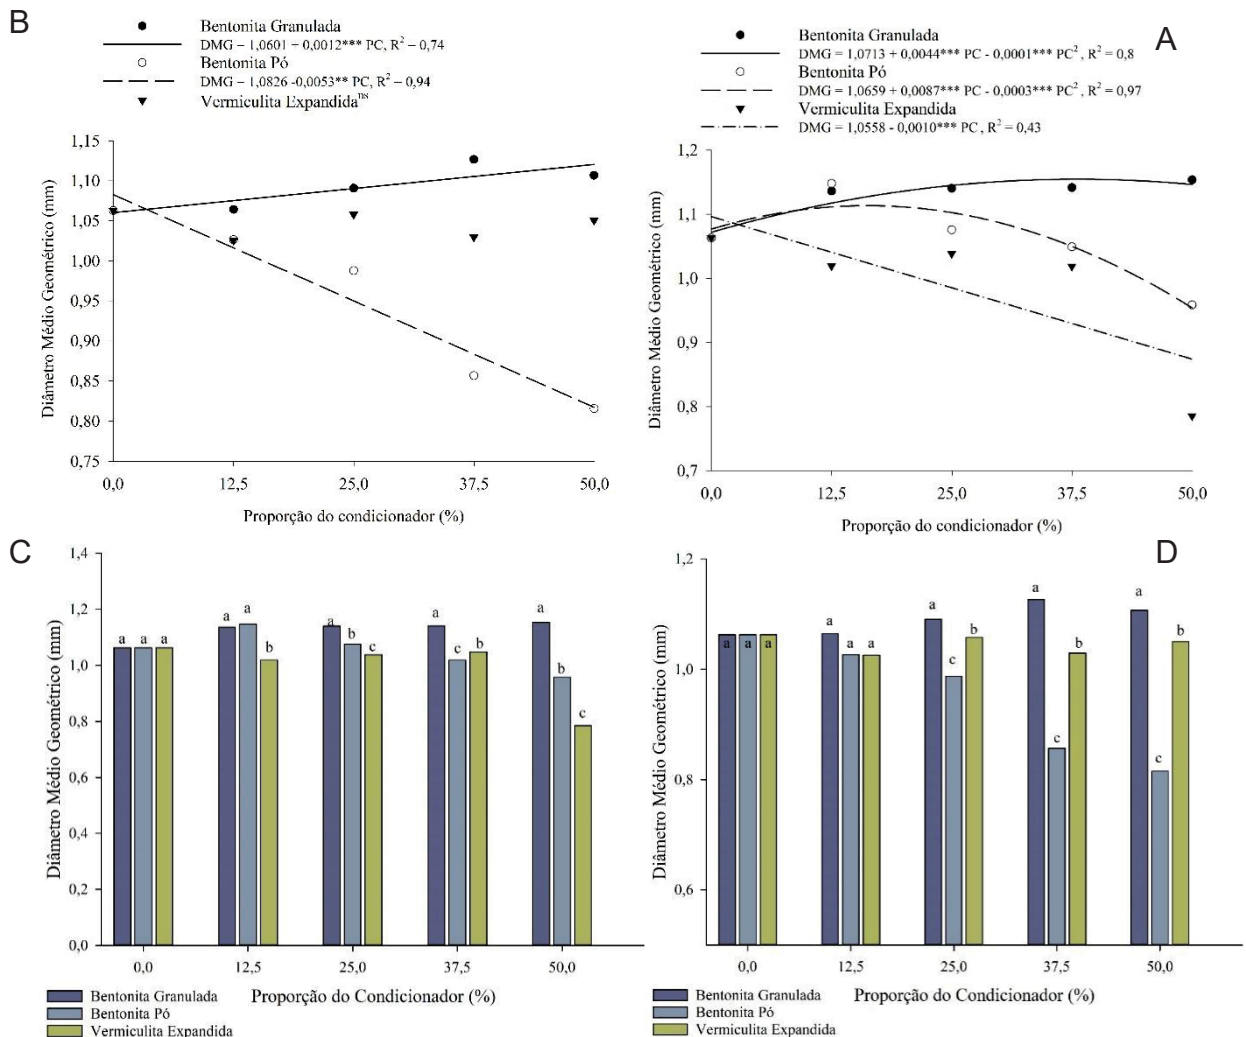 B
Bentonita Granulada
DMG = 1,0601 + 0,0012*** PC, R² = 0,74
Bentonita Pó
DMG = 1,0826 -0,0053** PC, R² = 0,94
Vermiculita Expandidaⁿˢ
1,15
1,10
1,05
1,00
0,95
0,90
0,85
0,80
0,75
Diâmetro Médio Geométrico (mm)
0,0 12,5 25,0 37,5 50,0
Proporção do condicionador (%)
A
Bentonita Granulada
DMG = 1,0713 + 0,0044*** PC - 0,0001*** PC² , R² = 0,8
Bentonita Pó
DMG = 1,0659 + 0,0087*** PC - 0,0003*** PC² , R² = 0,97
Vermiculita Expandida
DMG = 1,0558 - 0,0010*** PC , R² = 0,43
1,2
1,1
1,0
0,9
0,8
0,7
Diâmetro Médio Geométrico (mm)
0,0 12,5 25,0 37,5 50,0
Proporção do condicionador (%)
C
1,4
1,2
1,0
0,8
0,6
0,4
0,2
0,0
Diâmetro Médio Geométrico (mm)
a a a a a b a b c a c b a b c
0,0 12,5 25,0 37,5 50,0
Proporção do Condicionador (%)
Bentonita Granulada
Bentonita Pó
Vermiculita Expandida
D
1,2
1,0
0,8
0,6
Diâmetro Médio Geométrico (mm)
a a a a a a a c b a c b a c b
0,0 12,5 25,0 37,5 50,0
Proporção do Condicionador (%)
Bentonita Granulada
Bentonita Pó
Vermiculita Expandida